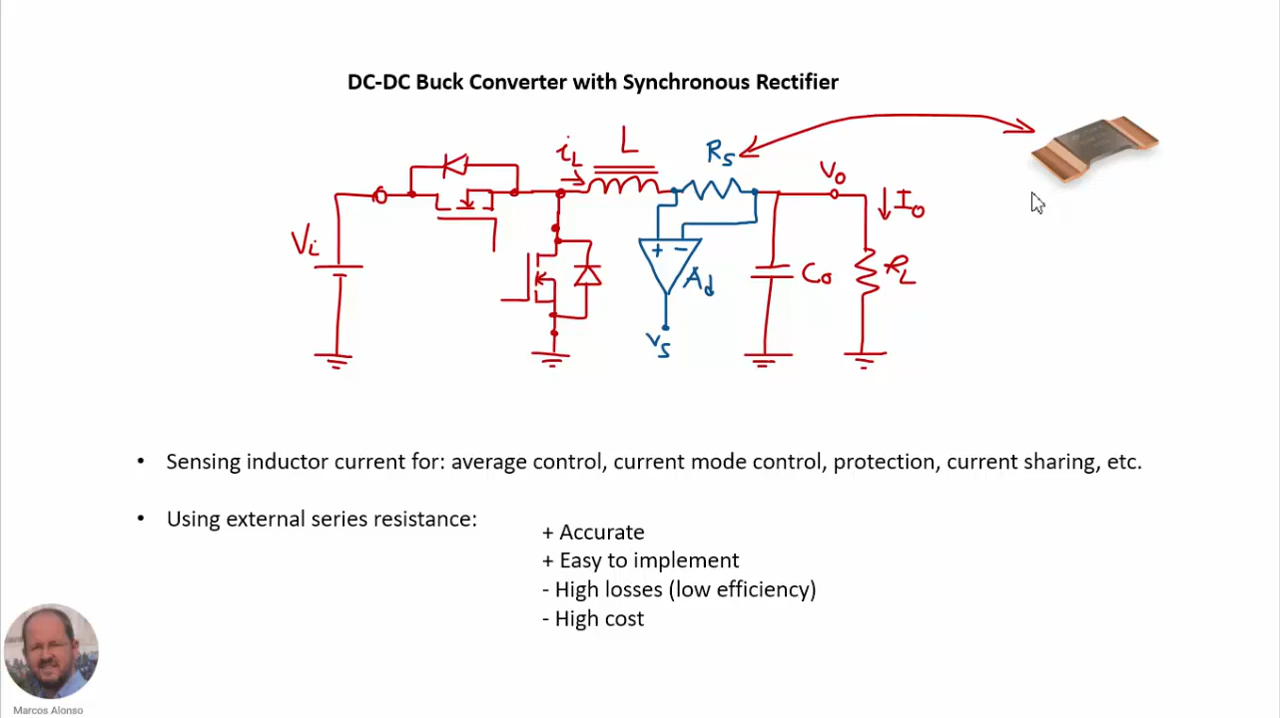 DC-DC Buck Converter with Synchronous Rectifier
L
iL
Rs
Vo
Io
Vi
+ −
Ad
Co
RL
vs
• Sensing inductor current for: average control, current mode control, protection, current sharing, etc.
• Using external series resistance:
+ Accurate
+ Easy to implement
- High losses (low efficiency)
- High cost
Marcos Alonso